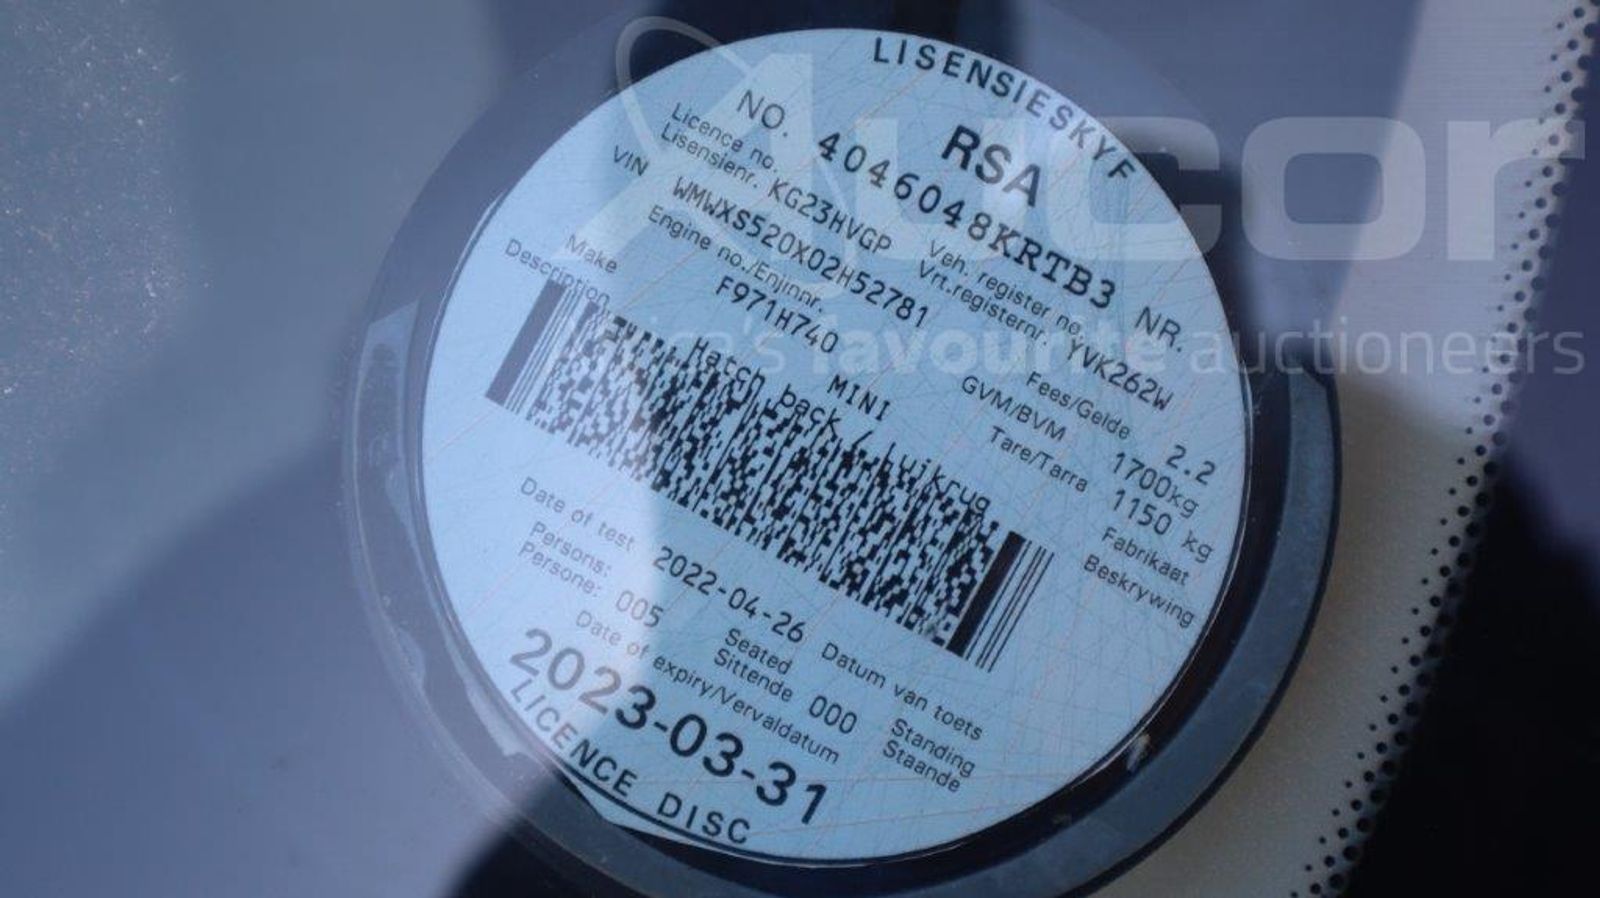 LISENSIESKYF
RSA
NO. 4046048KRTB3 NR.
Licence no. Veh. register no.
Lisensienr. KG23HVGP Vrt.registernr. YVK262W
VIN WMWXS520X02H52781 Fees/Gelde 2.2
Engine no./Enjinnr. GVM/BVM 1700kg
F971H740 Tare/Tarra 1150 kg
Make MINI Fabrikaat
Description Hatch back / Luikrug Beskrywing
Date of test 2022-04-26 Datum van toets
Persons: Seated Standing
Persone: 005 Sittende 000 Staande
Date of expiry/Vervaldatum
2023-03-31
LICENCE DISC
Aucor
Africa's favourite auctioneers